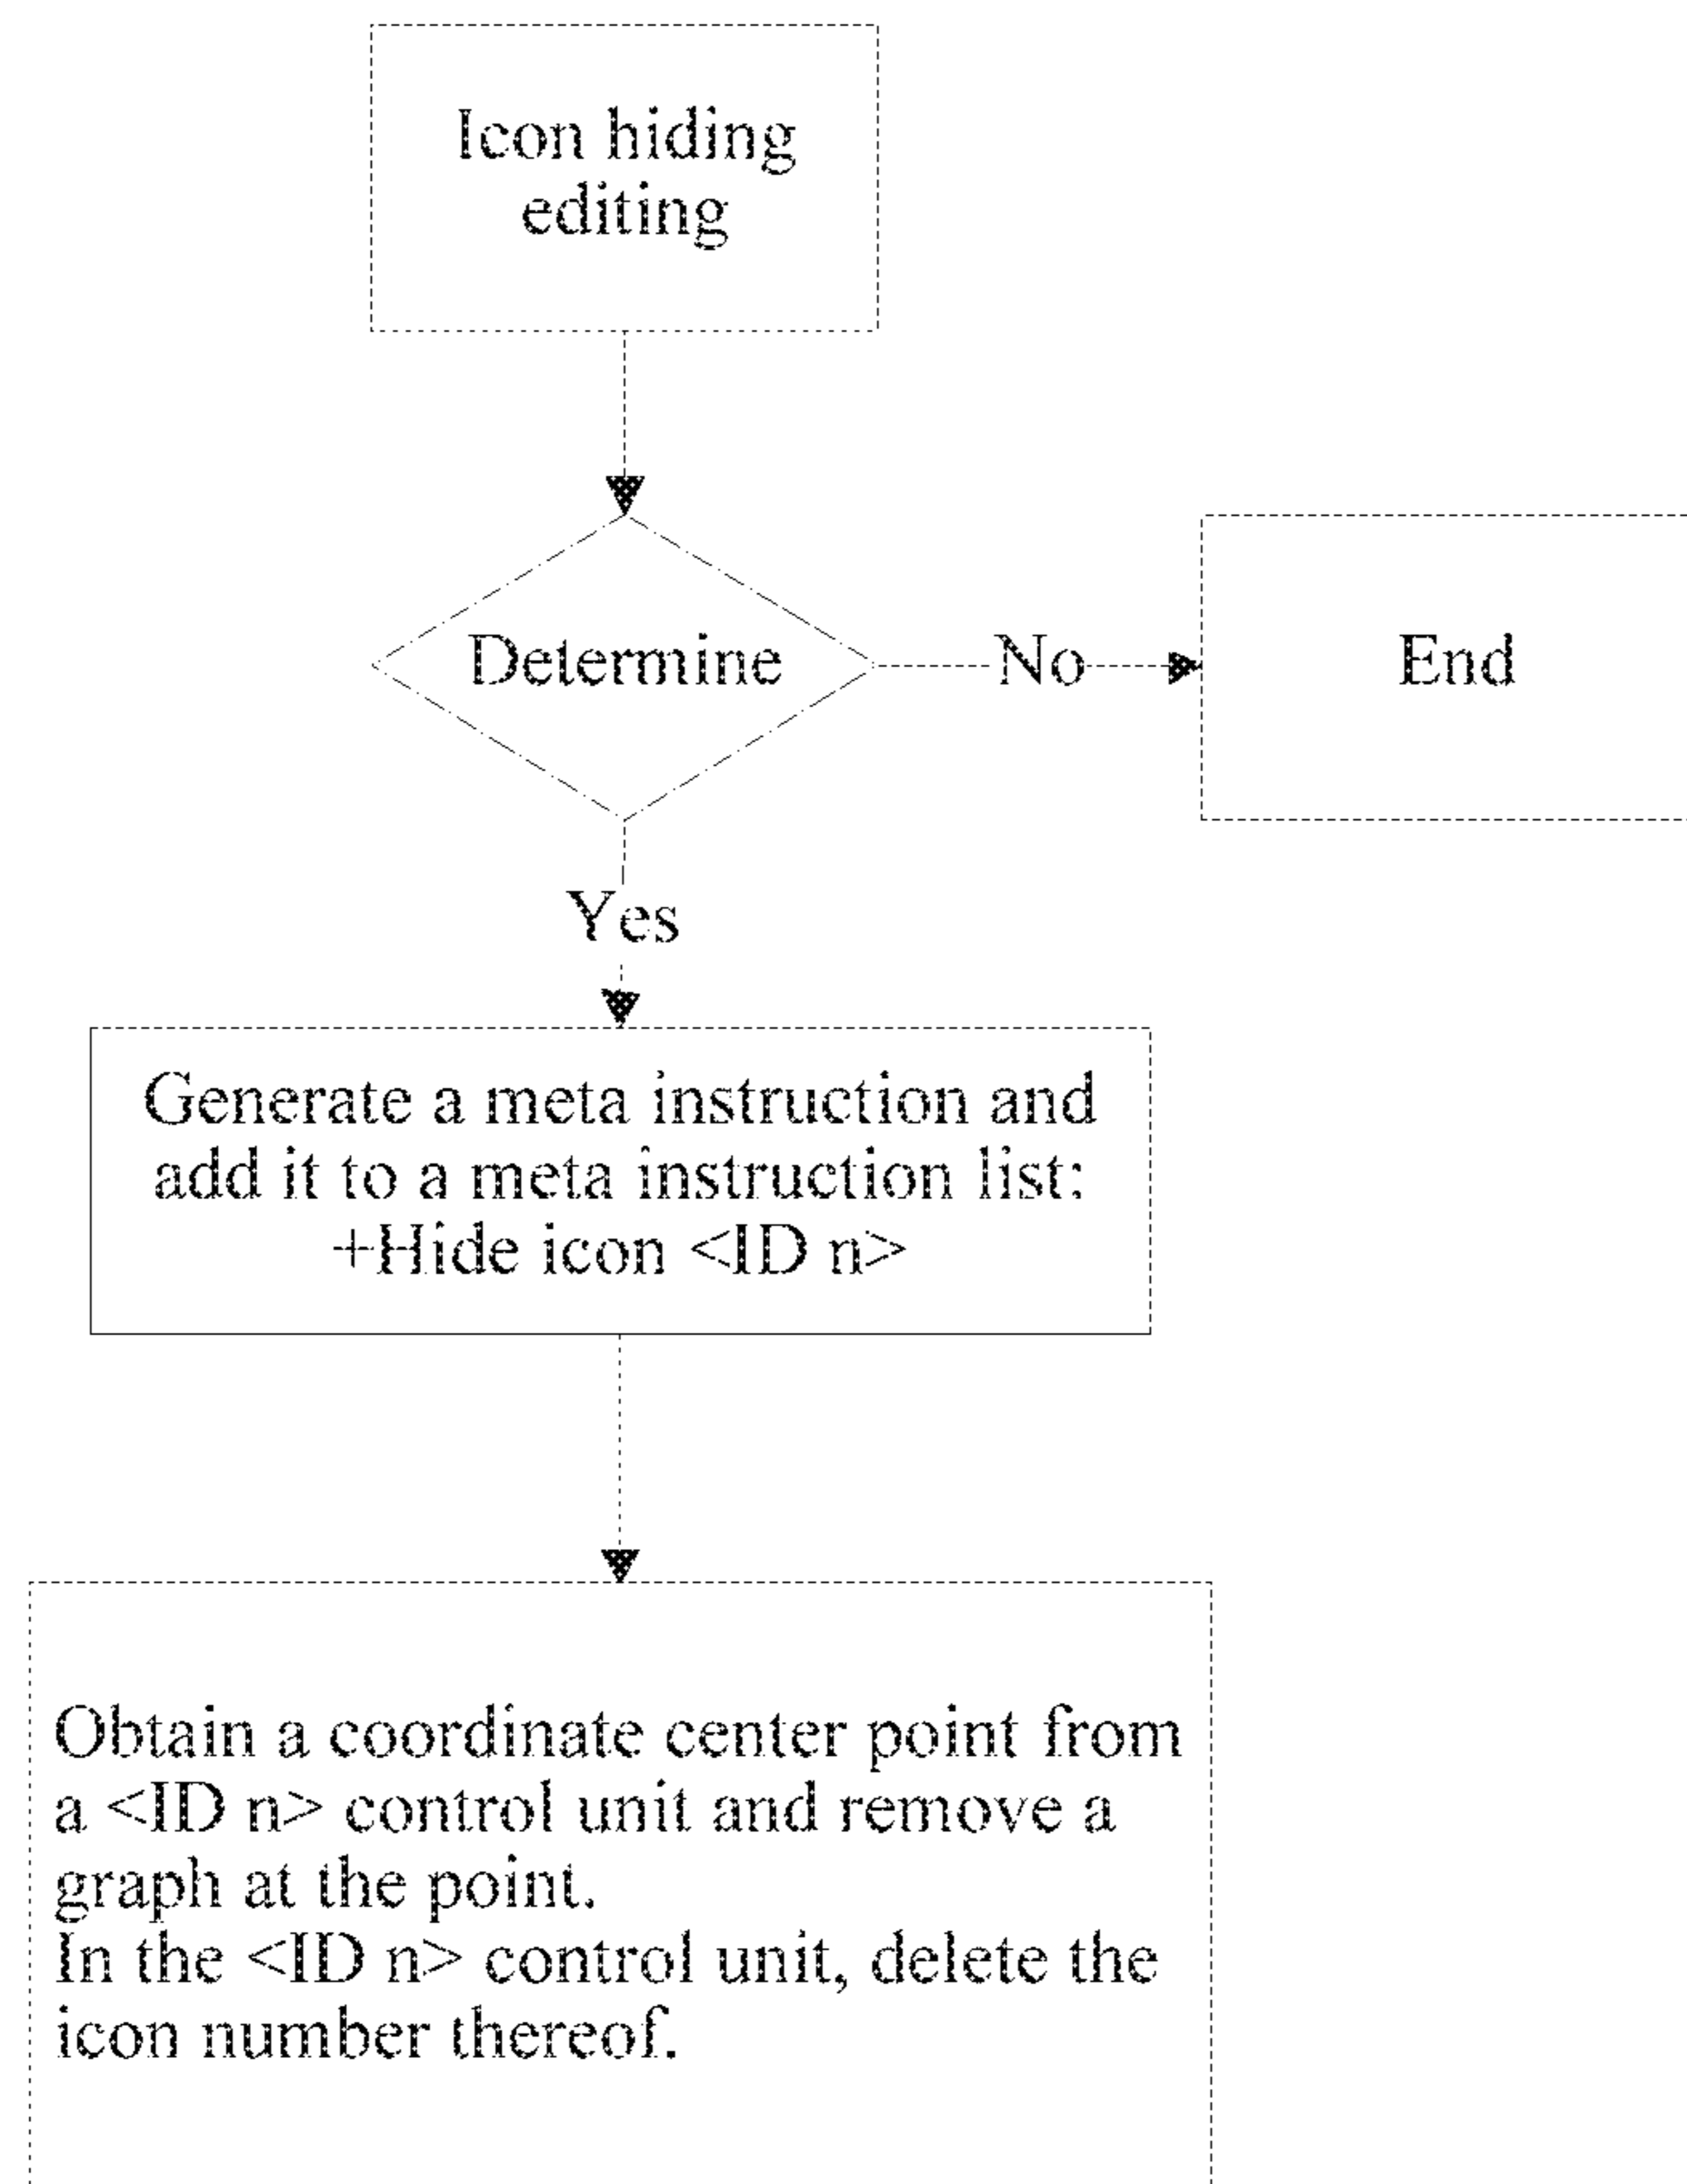 Icon hiding
editing
Determine
No
End
Yes
Generate a meta instruction and
add it to a meta instruction list:
+Hide icon <ID n>
Obtain a coordinate center point from
a <ID n> control unit and remove a
graph at the point.
In the <ID n> control unit, delete the
icon number thereof.